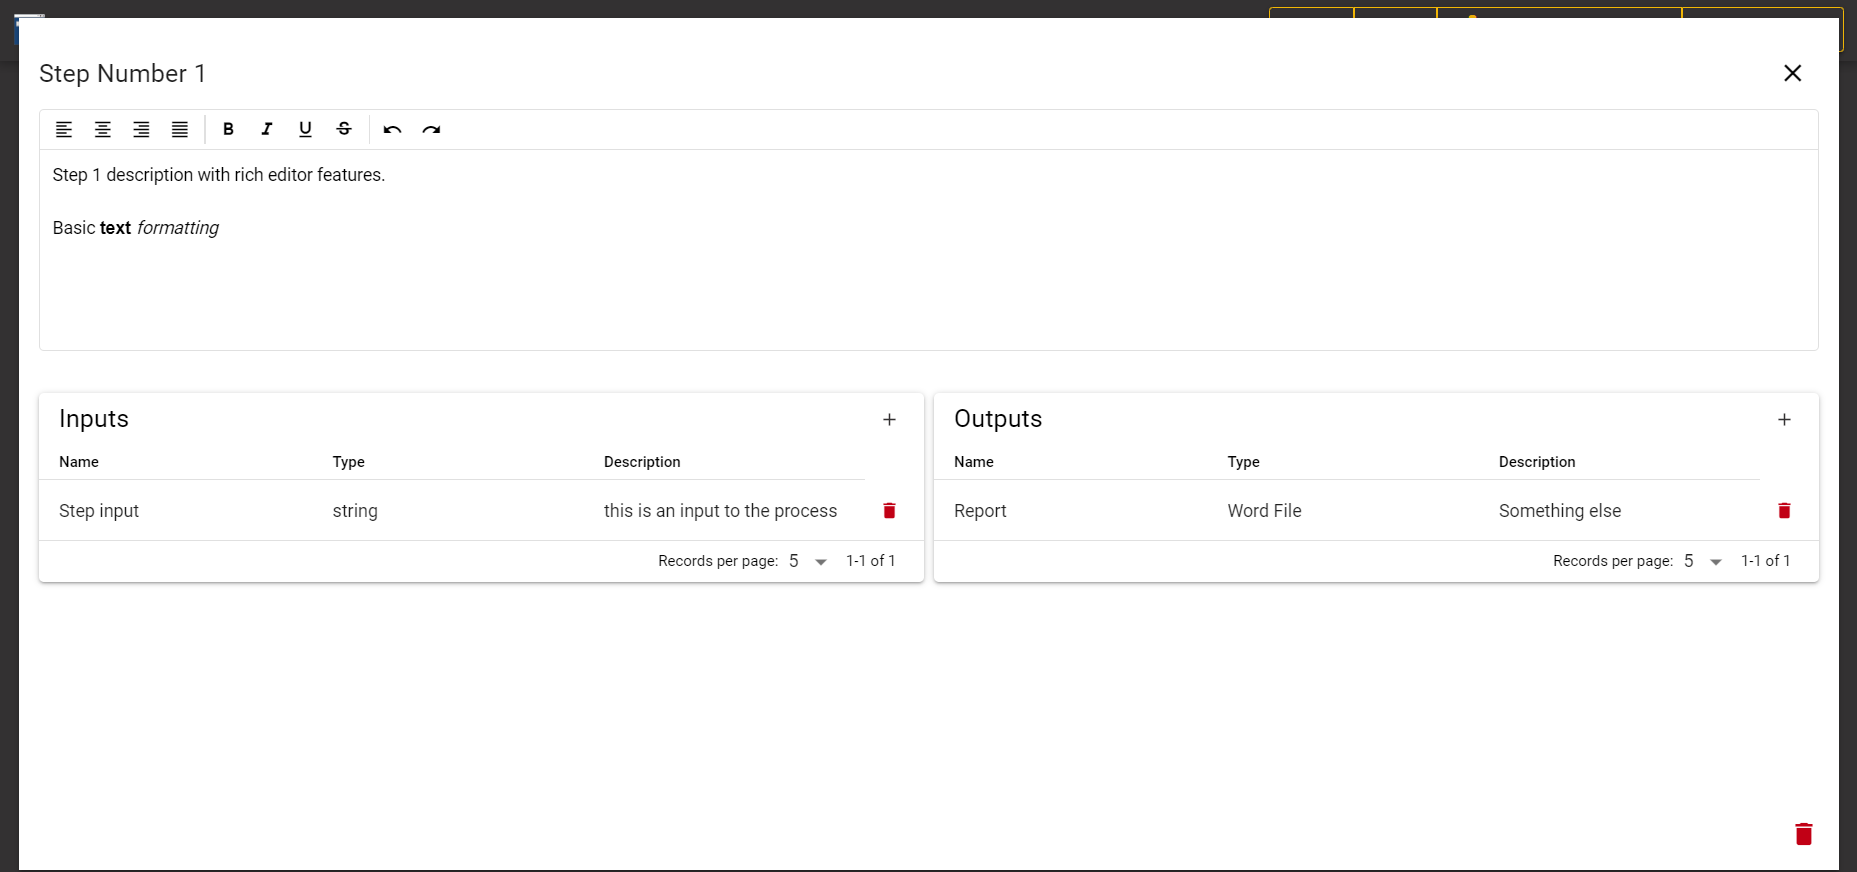 Step Number 1
B I U S
Step 1 description with rich editor features.
Basic text formatting
Inputs
Name Type Description
Step input string this is an input to the process
Records per page: 5 1-1 of 1
Outputs
Name Type Description
Report Word File Something else
Records per page: 5 1-1 of 1